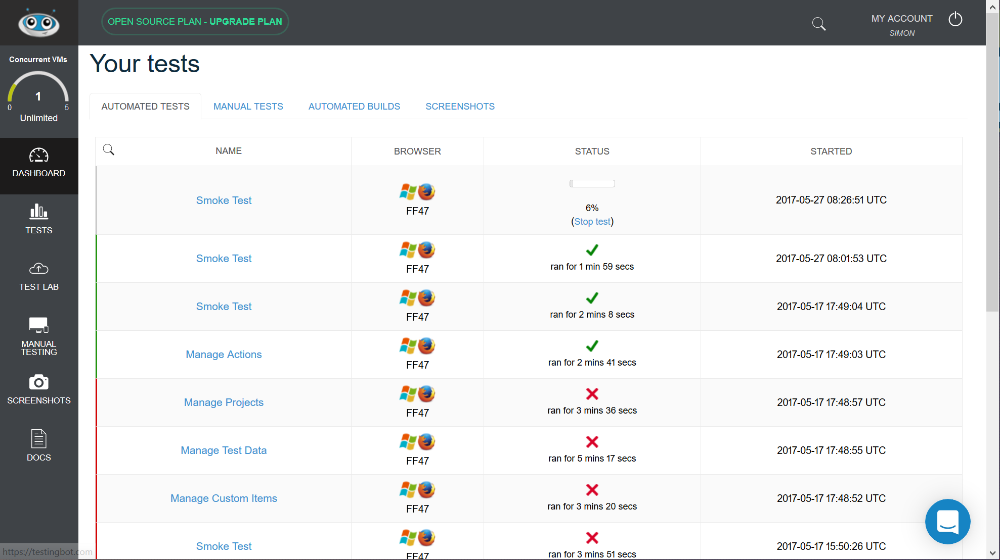 OPEN SOURCE PLAN - UPGRADE PLAN
MY ACCOUNT
SIMON
Concurrent VMs
1
0 5
Unlimited
DASHBOARD
TESTS
TEST LAB
MANUAL
TESTING
SCREENSHOTS
DOCS
https://testingbot.com
Your tests
AUTOMATED TESTS MANUAL TESTS AUTOMATED BUILDS SCREENSHOTS
NAME BROWSER STATUS STARTED
Smoke Test FF47 6% (Stop test) 2017-05-27 08:26:51 UTC
Smoke Test FF47 ran for 1 min 59 secs 2017-05-27 08:01:53 UTC
Smoke Test FF47 ran for 2 mins 8 secs 2017-05-17 17:49:04 UTC
Manage Actions FF47 ran for 2 mins 41 secs 2017-05-17 17:49:03 UTC
Manage Projects FF47 ran for 3 mins 36 secs 2017-05-17 17:48:57 UTC
Manage Test Data FF47 ran for 5 mins 17 secs 2017-05-17 17:48:55 UTC
Manage Custom Items FF47 ran for 3 mins 20 secs 2017-05-17 17:48:52 UTC
Smoke Test FF47 ran for 3 mins 51 secs 2017-05-17 15:50:26 UTC